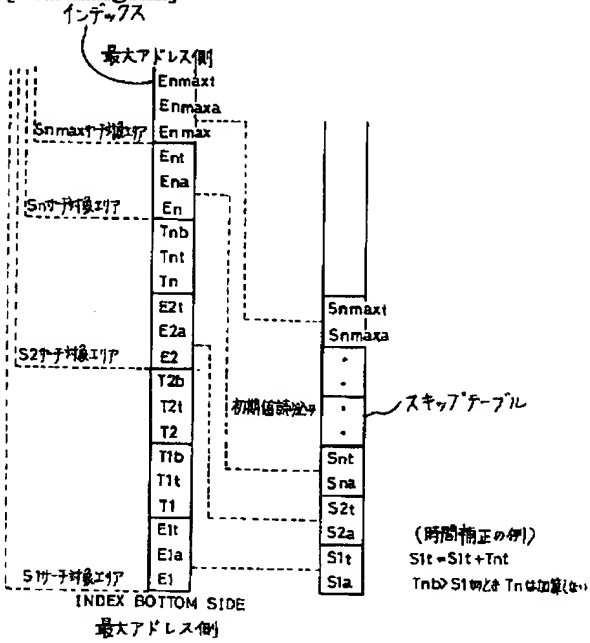 インデックス
最大アドレス側
Enmaxt
Enmaxa
Enmax
Ent
Ena
En
Tnb
Tnt
Tn
E2t
E2a
E2
T2b
T2t
T2
T1b
T1t
T1
E1t
E1a
E1
Snmaxサーチ対象エリア
Snサーチ対象エリア
S2サーチ対象エリア
S1サーチ対象エリア
INDEX BOTTOM SIDE
最大アドレス側
初期値読込み
Snmaxt
Snmaxa
Snt
Sna
S2t
S2a
S1t
S1a
スキップテーブル
(時間補正の例)
S1t=S1t+Tnt
Tnb>S1のとき Tnは加算しない